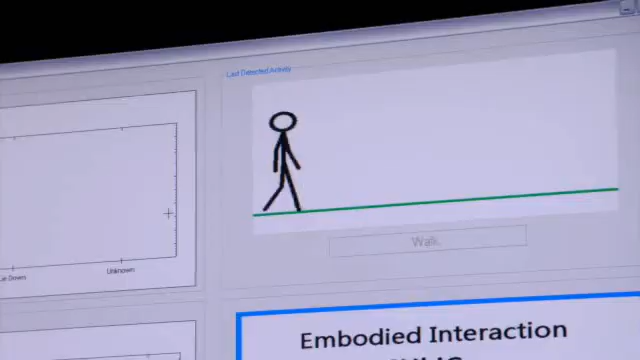 Last Detected Activity
Walk
Unknown
Embodied Interaction